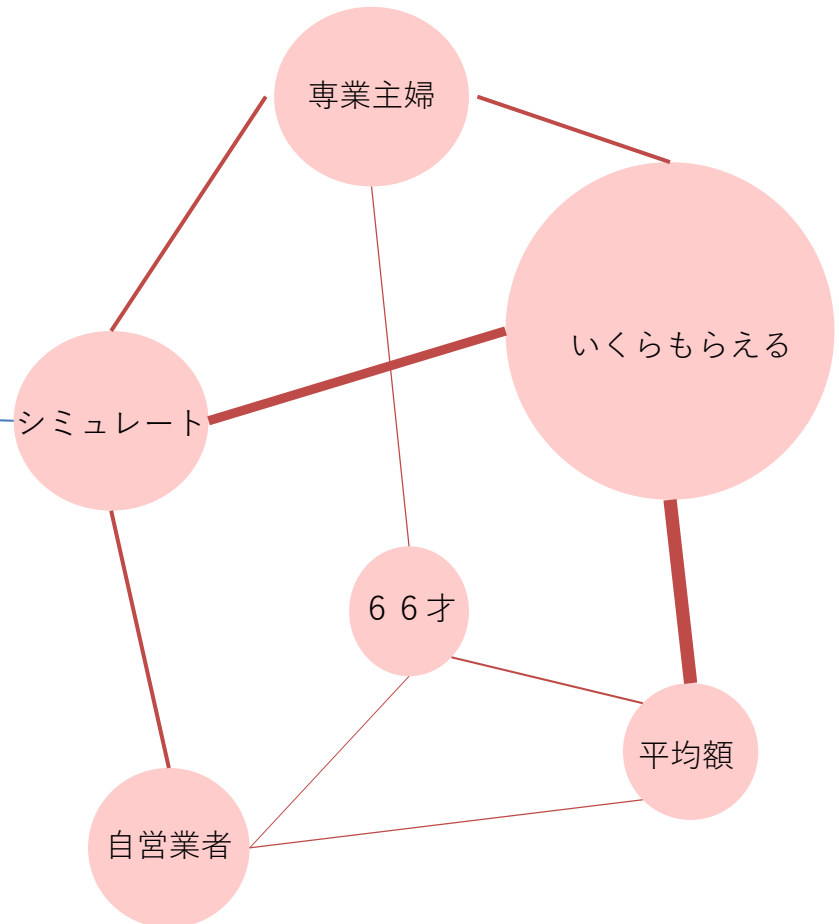 専業主婦
いくらもらえる
シミュレート
６６才
平均額
自営業者